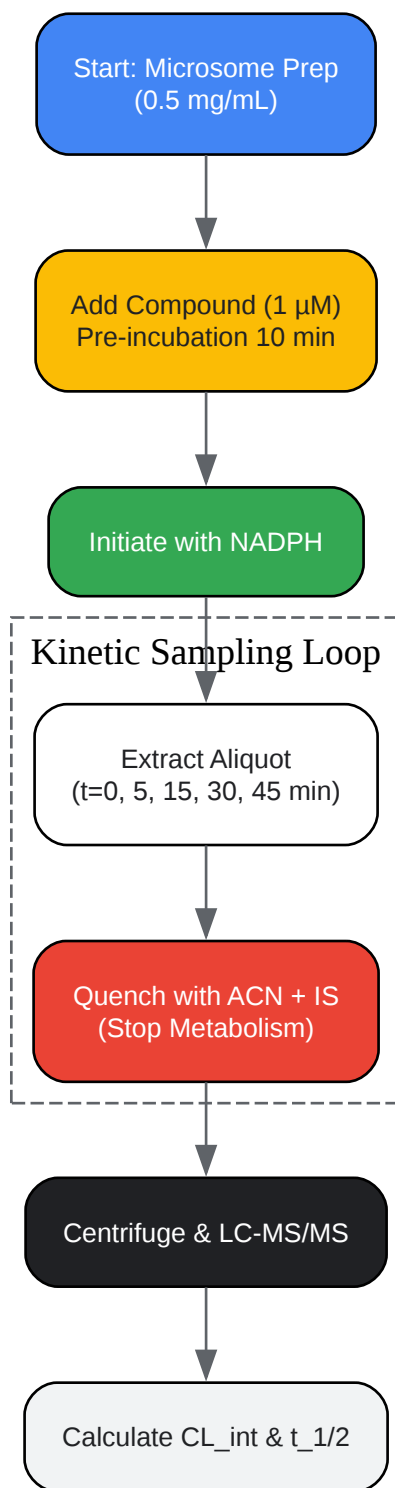 Start: Microsome Prep
(0.5 mg/mL)
Add Compound (1 µM)
Pre-incubation 10 min
Initiate with NADPH
Kinetic Sampling Loop
Extract Aliquot
(t=0, 5, 15, 30, 45 min)
Quench with ACN + IS
(Stop Metabolism)
Centrifuge & LC-MS/MS
Calculate CL_int & t_1/2